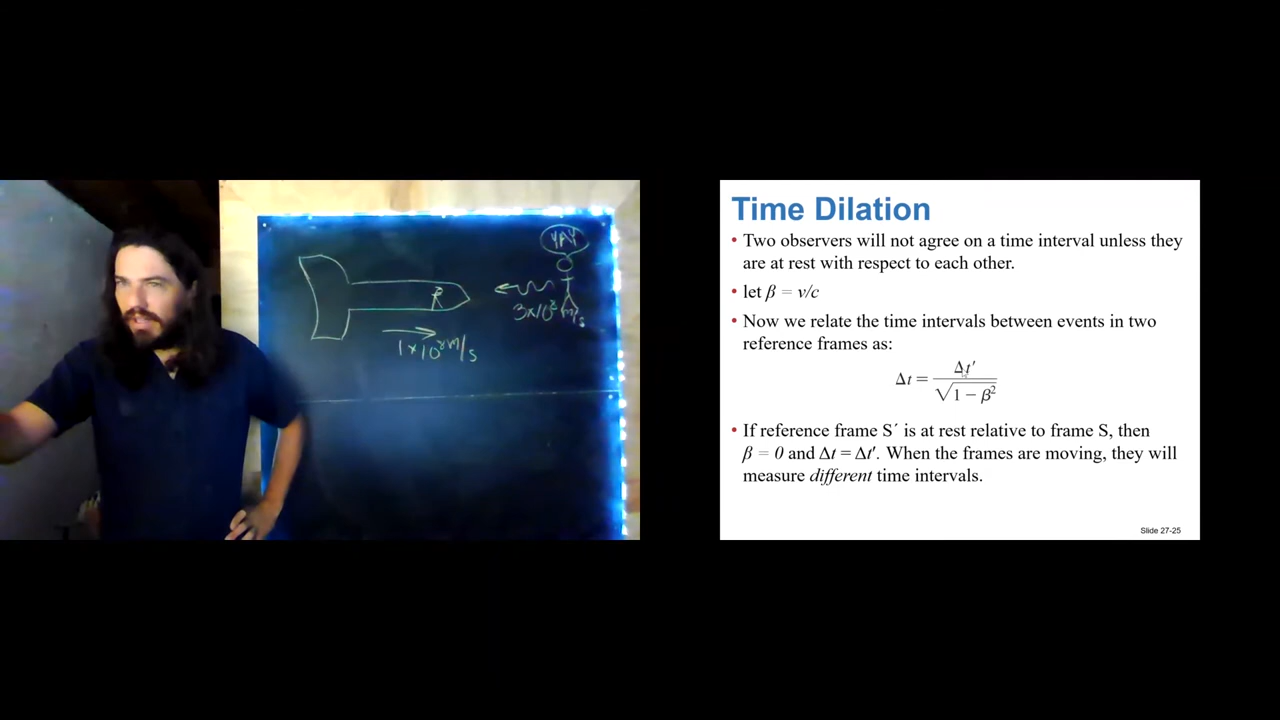 YAY
3×10⁸ m/s
1×10⁸ m/s
Time Dilation
• Two observers will not agree on a time interval unless they
are at rest with respect to each other.
• let β = v/c
• Now we relate the time intervals between events in two
reference frames as:
Δt = Δt′ / √1 − β²
• If reference frame S´ is at rest relative to frame S, then
β = 0 and Δt = Δt′. When the frames are moving, they will
measure different time intervals.
Slide 27-25